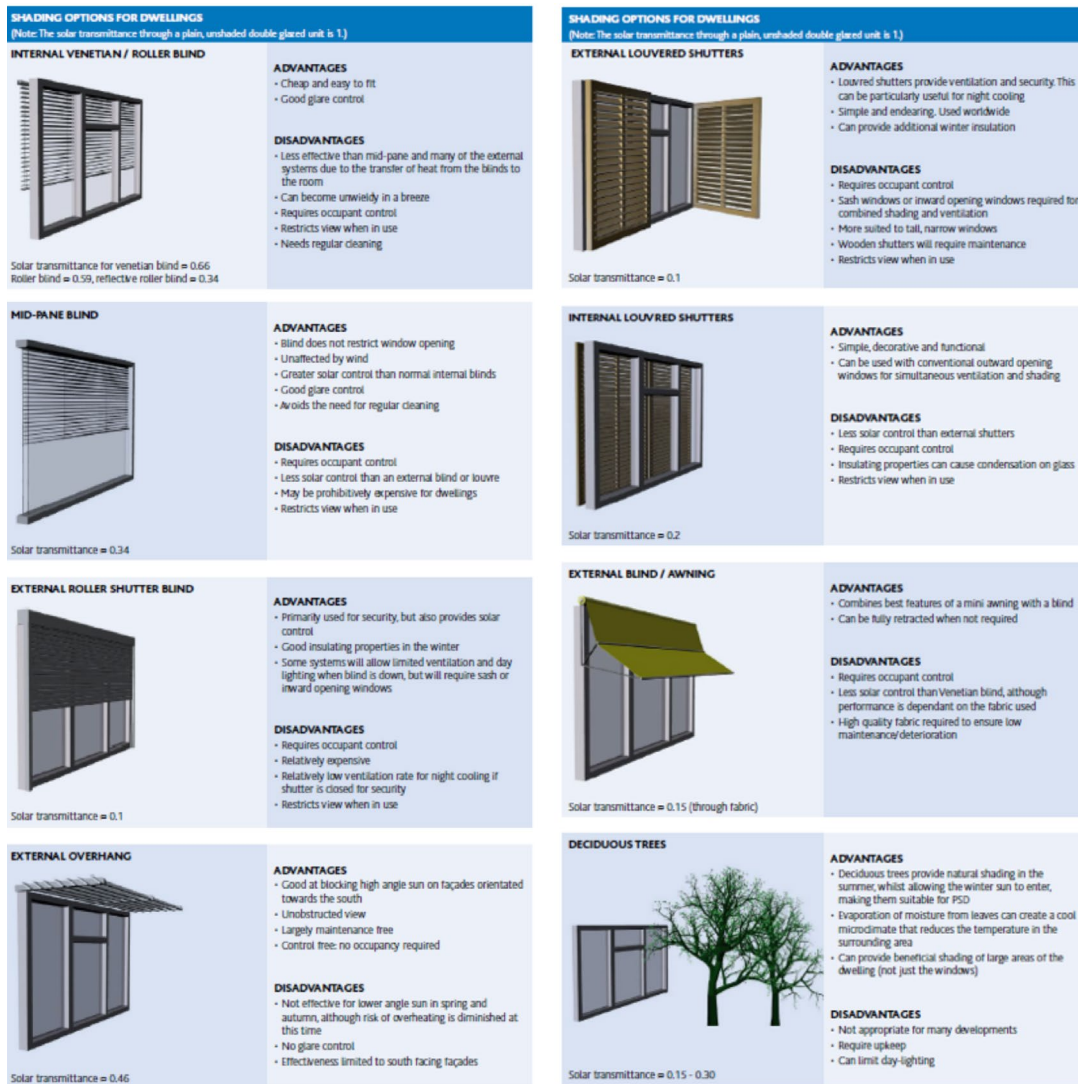 SHADING OPTIONS FOR DWELLINGS
(Note: The solar transmittance through a plain, unshaded double glazed unit is 1.)
INTERNAL VENETIAN / ROLLER BLIND
ADVANTAGES
• Cheap and easy to fit
• Good glare control
DISADVANTAGES
• Less effective than mid-pane and many of the external
systems due to the transfer of heat from the blinds to
the room
• Can become unwieldy in a breeze
• Requires occupant control
• Restricts view when in use
• Needs regular cleaning
Solar transmittance for venetian blind = 0.66
Roller blind = 0.59, reflective roller blind = 0.34
MID-PANE BLIND
ADVANTAGES
• Blind does not restrict window opening
• Unaffected by wind
• Greater solar control than normal internal blinds
• Good glare control
• Avoids the need for regular cleaning
DISADVANTAGES
• Requires occupant control
• Less solar control than an external blind or louvre
• May be prohibitively expensive for dwellings
• Restricts view when in use
Solar transmittance = 0.34
EXTERNAL ROLLER SHUTTER BLIND
ADVANTAGES
• Primarily used for security, but also provides solar
control
• Good insulating properties in the winter
• Some systems will allow limited ventilation and day
lighting when blind is down, but will require sash or
inward opening windows
DISADVANTAGES
• Requires occupant control
• Relatively expensive
• Relatively low ventilation rate for night cooling if
shutter is closed for security
• Restricts view when in use
Solar transmittance = 0.1
EXTERNAL OVERHANG
ADVANTAGES
• Good at blocking high angle sun on façades orientated
towards the south
• Unobstructed view
• Largely maintenance free
• Control free: no occupancy required
DISADVANTAGES
• Not effective for lower angle sun in spring and
autumn, although risk of overheating is diminished at
this time
• No glare control
• Effectiveness limited to south facing façades
Solar transmittance = 0.46
SHADING OPTIONS FOR DWELLINGS
(Note: The solar transmittance through a plain, unshaded double glazed unit is 1.)
EXTERNAL LOUVERED SHUTTERS
ADVANTAGES
• Louvred shutters provide ventilation and security. This
can be particularly useful for night cooling
• Simple and endearing. Used worldwide
• Can provide additional winter insulation
DISADVANTAGES
• Requires occupant control
• Sash windows or inward opening windows required for
combined shading and ventilation
• More suited to tall, narrow windows
• Wooden shutters will require maintenance
• Restricts view when in use
Solar transmittance = 0.1
INTERNAL LOUVRED SHUTTERS
ADVANTAGES
• Simple, decorative and functional
• Can be used with conventional outward opening
windows for simultaneous ventilation and shading
DISADVANTAGES
• Less solar control than external shutters
• Requires occupant control
• Insulating properties can cause condensation on glass
• Restricts view when in use
Solar transmittance = 0.2
EXTERNAL BLIND / AWNING
ADVANTAGES
• Combines best features of a mini awning with a blind
• Can be fully retracted when not required
DISADVANTAGES
• Requires occupant control
• Less solar control than Venetian blind, although
performance is dependant on the fabric used
• High quality fabric required to ensure low
maintenance/deterioration
Solar transmittance = 0.15 (through fabric)
DECIDUOUS TREES
ADVANTAGES
• Deciduous trees provide natural shading in the
summer, whilst allowing the winter sun to enter,
making them suitable for PSD
• Evaporation of moisture from leaves can create a cool
microclimate that reduces the temperature in the
surrounding area
• Can provide beneficial shading of large areas of the
dwelling (not just the windows)
DISADVANTAGES
• Not appropriate for many developments
• Require upkeep
• Can limit day-lighting
Solar transmittance = 0.15 - 0.30